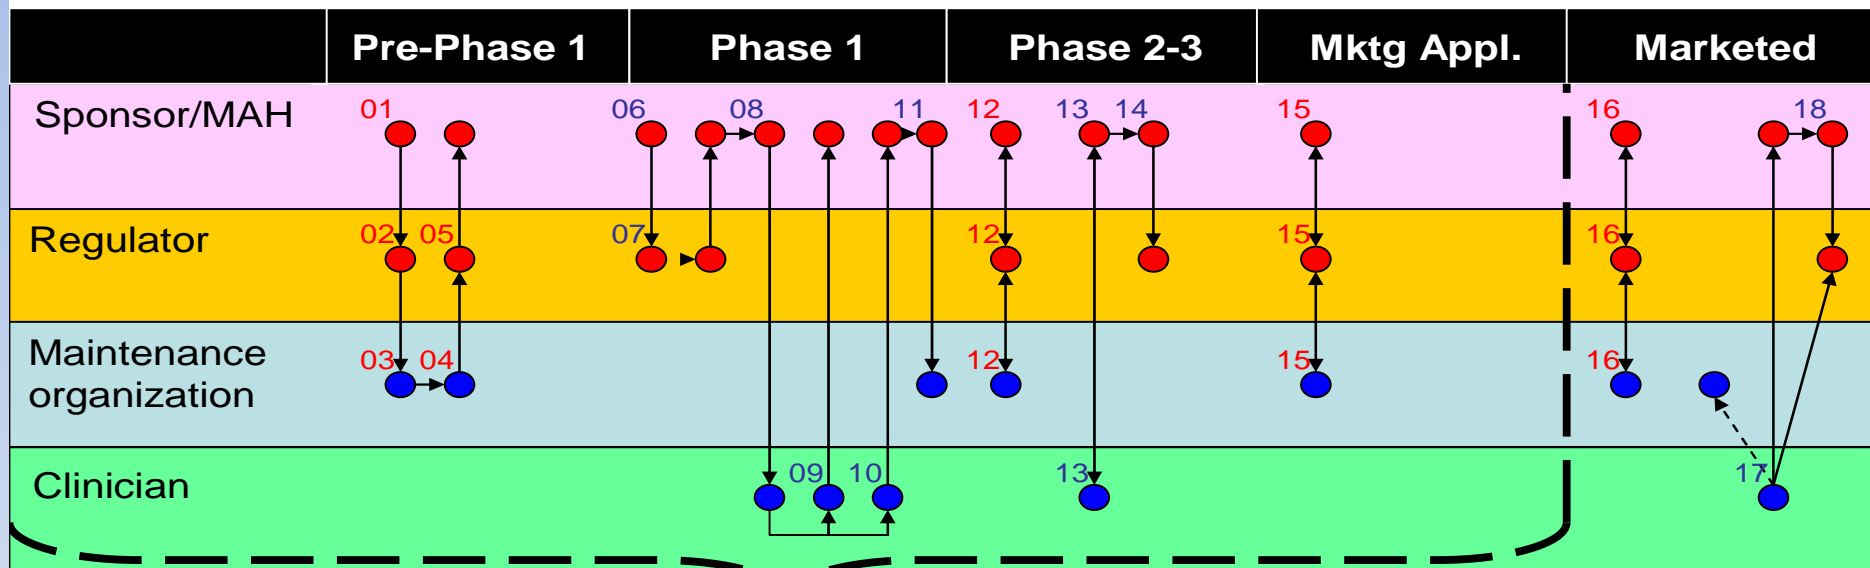 Pre-Phase 1 Phase 1 Phase 2-3 Mktg Appl. Marketed
Sponsor/MAH 01 06 08 11 12 13 14 15 16 18
Regulator 02 05 07 12 15 16
Maintenance
organization
03 04 12 15 16
Clinician 09 10 13 17